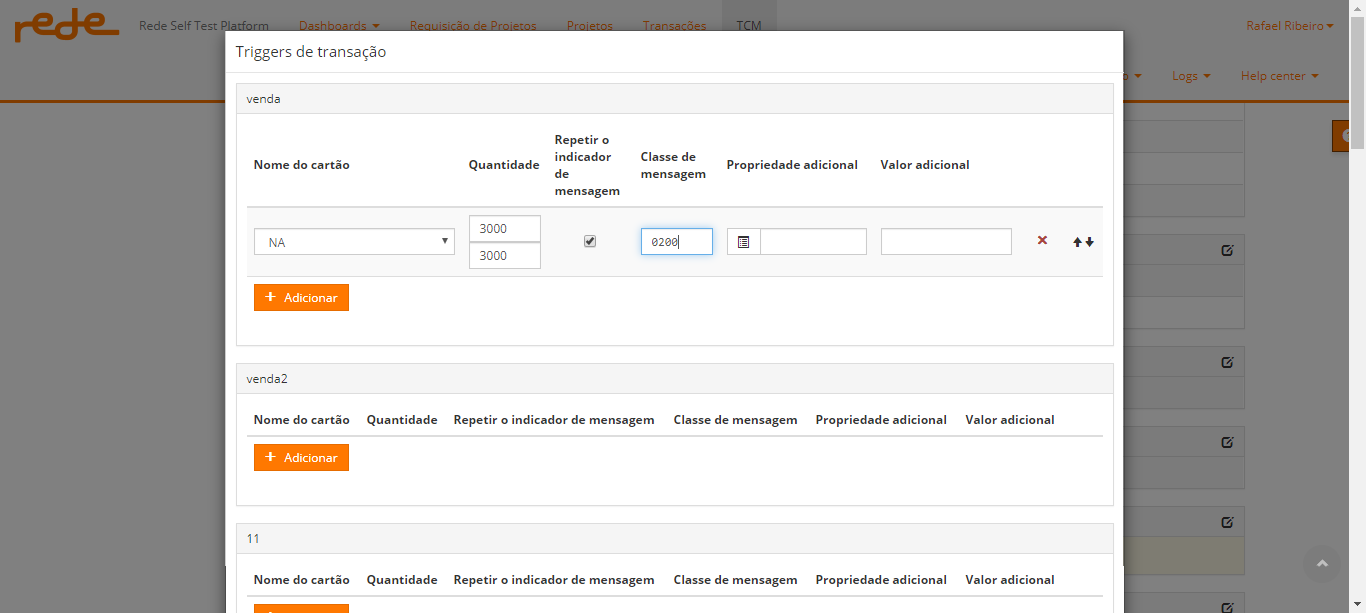 rede
Rede Self Test Platform
Dashboards
Requisição de Projetos
Projetos
Transações
TCM
Rafael Ribeiro
Logs
Help center
Triggers de transação
venda
Nome do cartão
Quantidade
Repetir o
indicador
de
mensagem
Classe de
mensagem
Propriedade adicional
Valor adicional
NA
3000
3000
0200
+ Adicionar
venda2
Nome do cartão Quantidade Repetir o indicador de mensagem Classe de mensagem Propriedade adicional Valor adicional
+ Adicionar
11
Nome do cartão Quantidade Repetir o indicador de mensagem Classe de mensagem Propriedade adicional Valor adicional